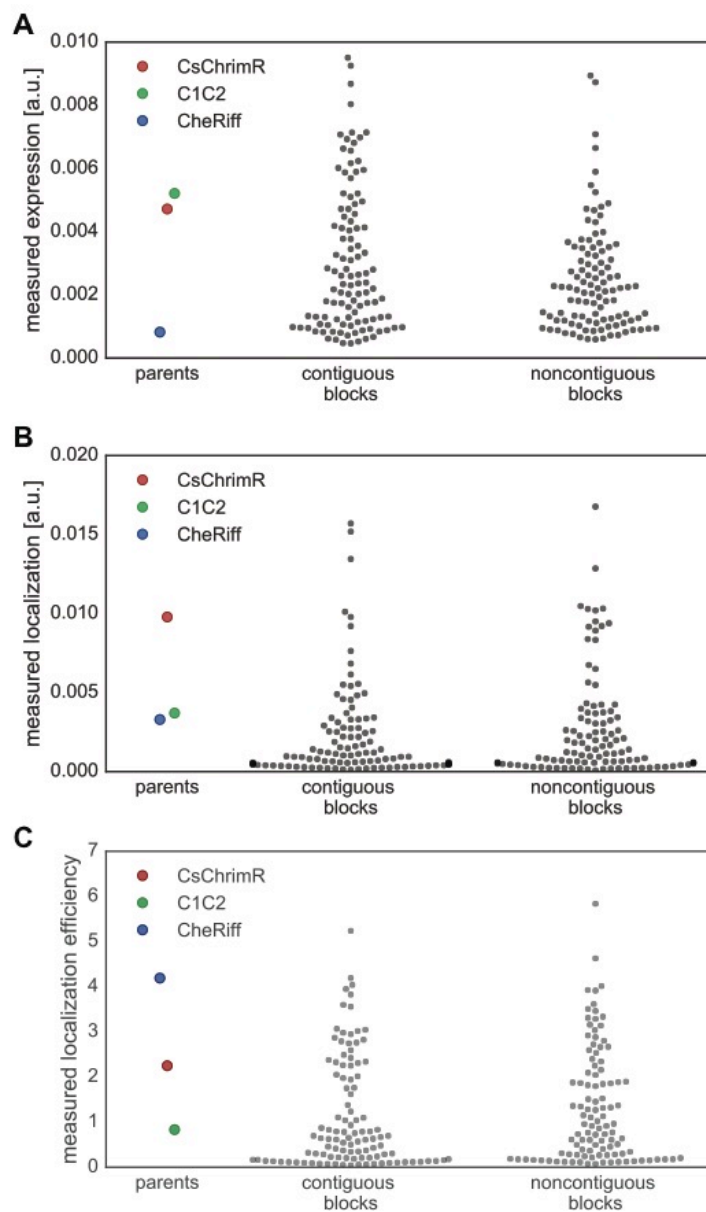 A
measured expression [a.u.]
0.010
0.008
0.006
0.004
0.002
0.000
CsChrimR
C1C2
CheRiff
parents
contiguous
blocks
noncontiguous
blocks
B
measured localization [a.u.]
0.020
0.015
0.010
0.005
0.000
CsChrimR
C1C2
CheRiff
parents
contiguous
blocks
noncontiguous
blocks
C
measured localization efficiency
7
6
5
4
3
2
1
0
CsChrimR
C1C2
CheRiff
parents
contiguous
blocks
noncontiguous
blocks